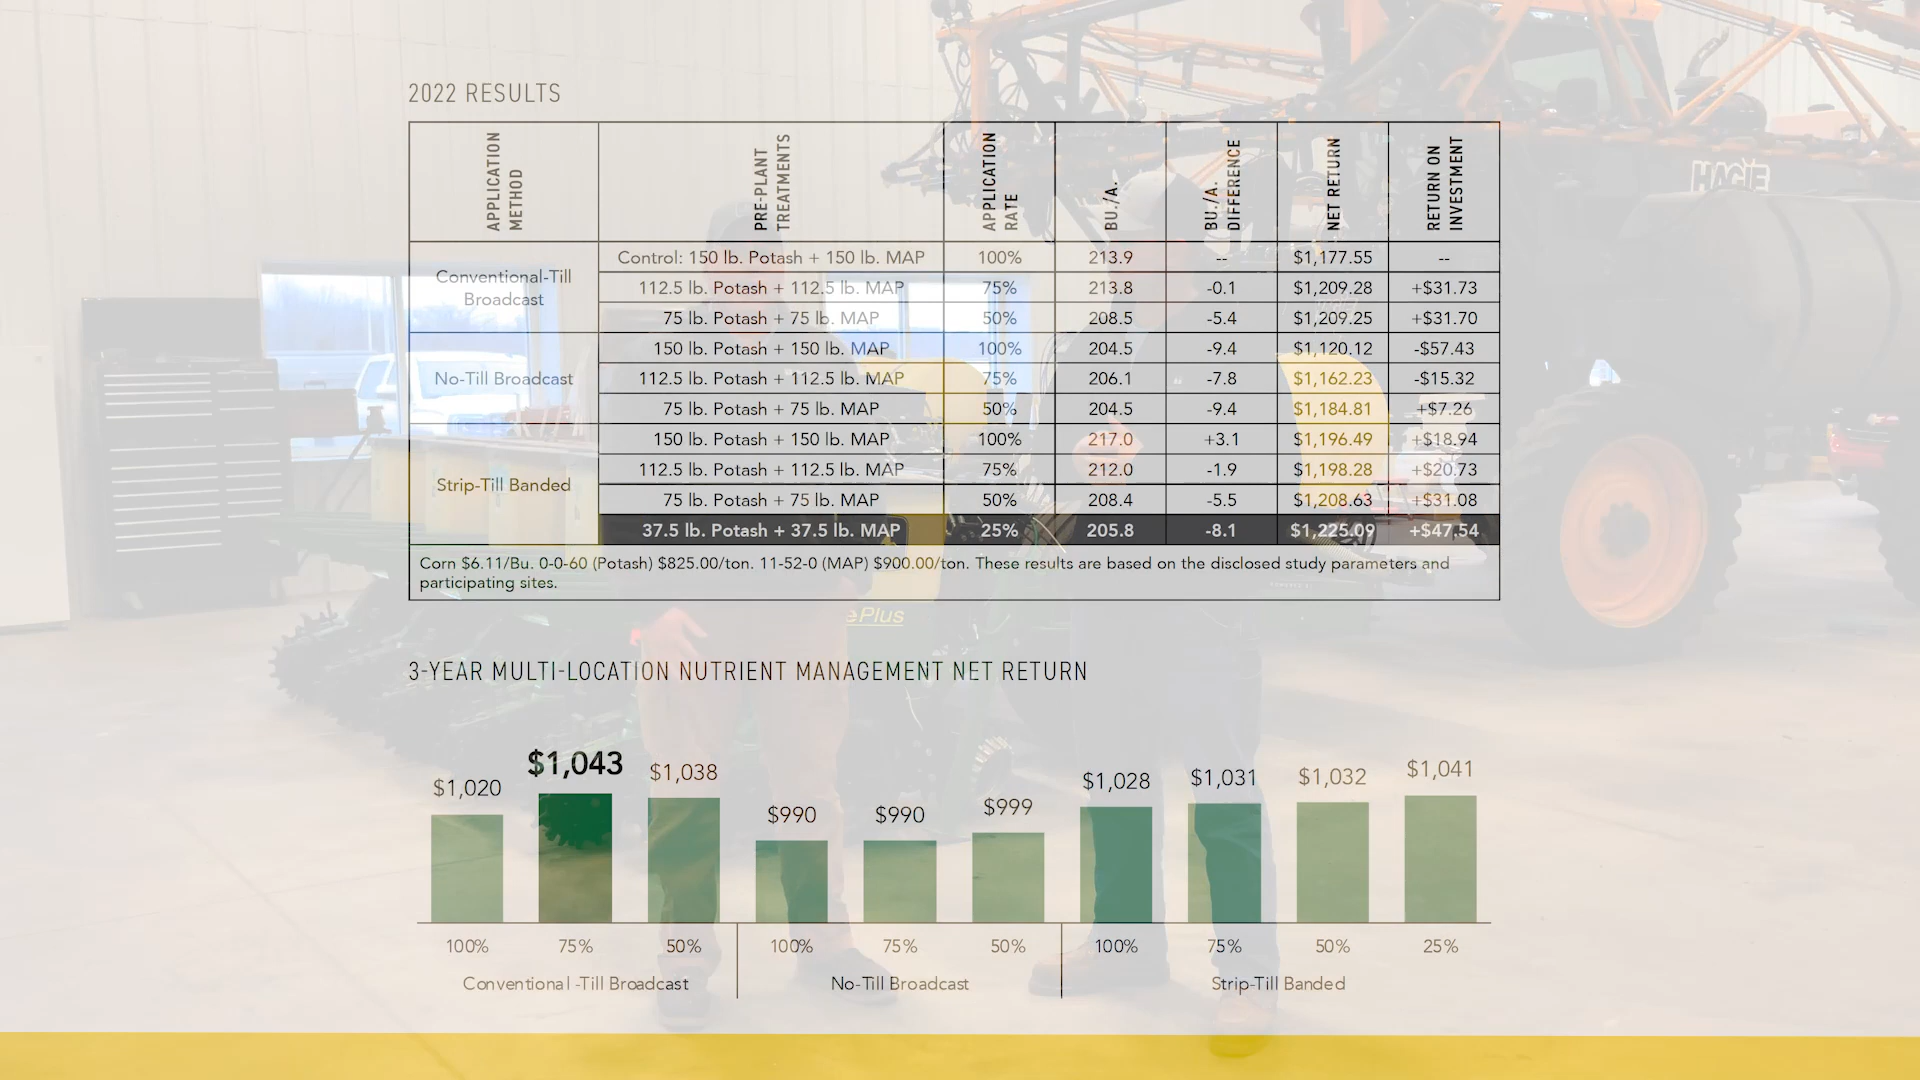 2022 RESULTS
APPLICATION METHOD
PRE-PLANT TREATMENTS
APPLICATION RATE
BU./A.
BU./A. DIFFERENCE
NET RETURN
RETURN ON INVESTMENT
Conventional-Till Broadcast
Control: 150 lb. Potash + 150 lb. MAP 100% 213.9 -- $1,177.55 --
112.5 lb. Potash + 112.5 lb. MAP 75% 213.8 -0.1 $1,209.28 +$31.73
75 lb. Potash + 75 lb. MAP 50% 208.5 -5.4 $1,209.25 +$31.70
No-Till Broadcast
150 lb. Potash + 150 lb. MAP 100% 204.5 -9.4 $1,120.12 -$57.43
112.5 lb. Potash + 112.5 lb. MAP 75% 206.1 -7.8 $1,162.23 -$15.32
75 lb. Potash + 75 lb. MAP 50% 204.5 -9.4 $1,184.81 +$7.26
Strip-Till Banded
150 lb. Potash + 150 lb. MAP 100% 217.0 +3.1 $1,196.49 +$18.94
112.5 lb. Potash + 112.5 lb. MAP 75% 212.0 -1.9 $1,198.28 +$20.73
75 lb. Potash + 75 lb. MAP 50% 208.4 -5.5 $1,208.63 +$31.08
37.5 lb. Potash + 37.5 lb. MAP 25% 205.8 -8.1 $1,225.09 +$47.54
Corn $6.11/Bu. 0-0-60 (Potash) $825.00/ton. 11-52-0 (MAP) $900.00/ton. These results are based on the disclosed study parameters and
participating sites.
HAGIE
ePlus
3-YEAR MULTI-LOCATION NUTRIENT MANAGEMENT NET RETURN
$1,020 $1,043 $1,038 $990 $990 $999 $1,028 $1,031 $1,032 $1,041
100% 75% 50% 100% 75% 50% 100% 75% 50% 25%
Conventional -Till Broadcast No-Till Broadcast Strip-Till Banded